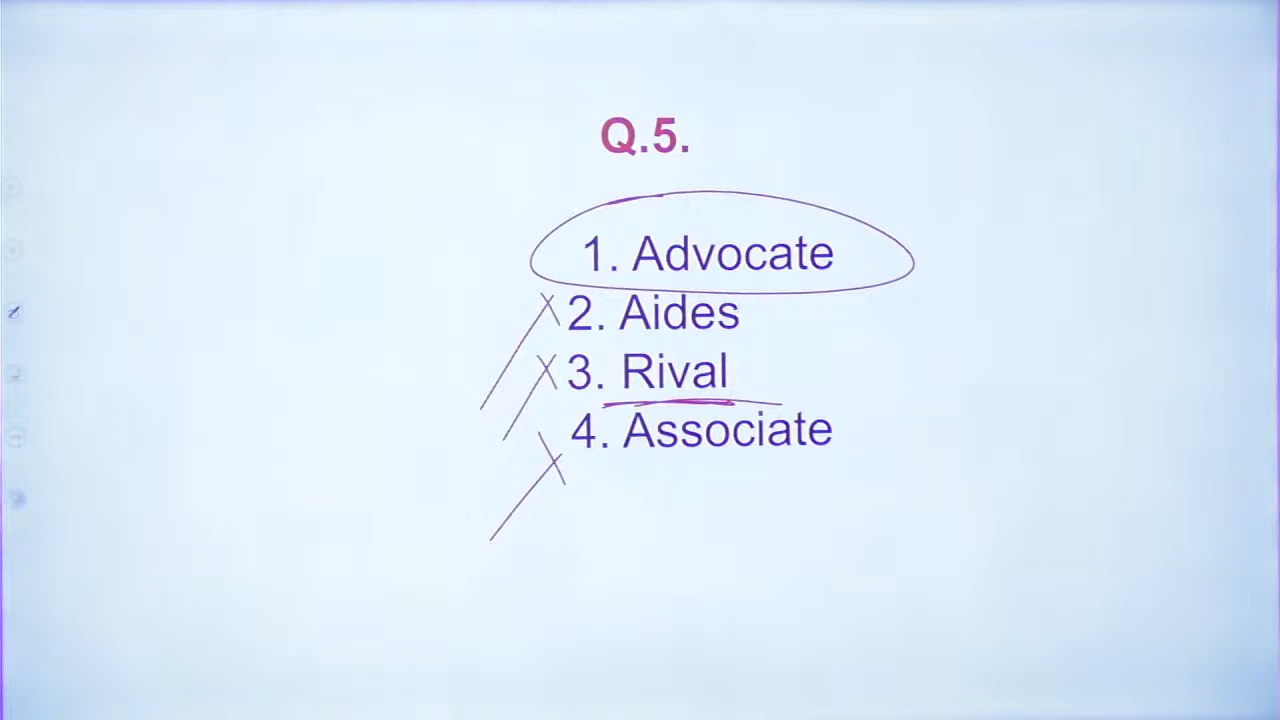 Q.5.
1. Advocate
2. Aides
3. Rival
4. Associate